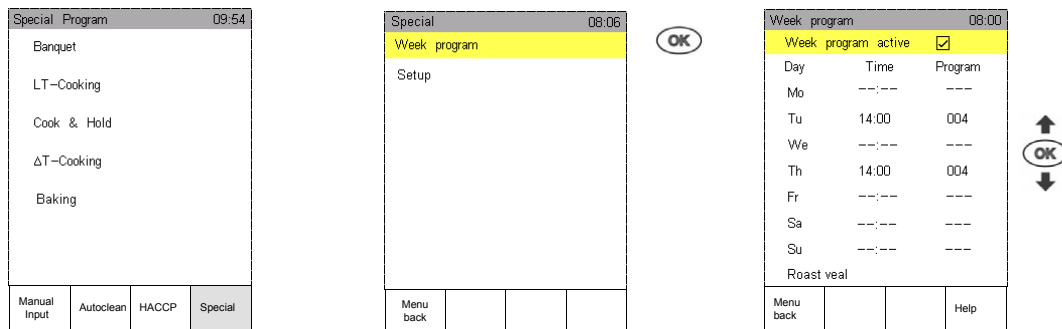 Special Program 09:54
Banquet
LT-Cooking
Cook & Hold
ΔT-Cooking
Baking
Manual Input Autoclean HACCP Special
Special 08:06
Week program
Setup
Menu back
OK
Week program 08:00
Week program active ☑
Day Time Program
Mo --:-- ---
Tu 14:00 004
We --:-- ---
Th 14:00 004
Fr --:-- ---
Sa --:-- ---
Su --:-- ---
Roast veal
Menu back Help
OK